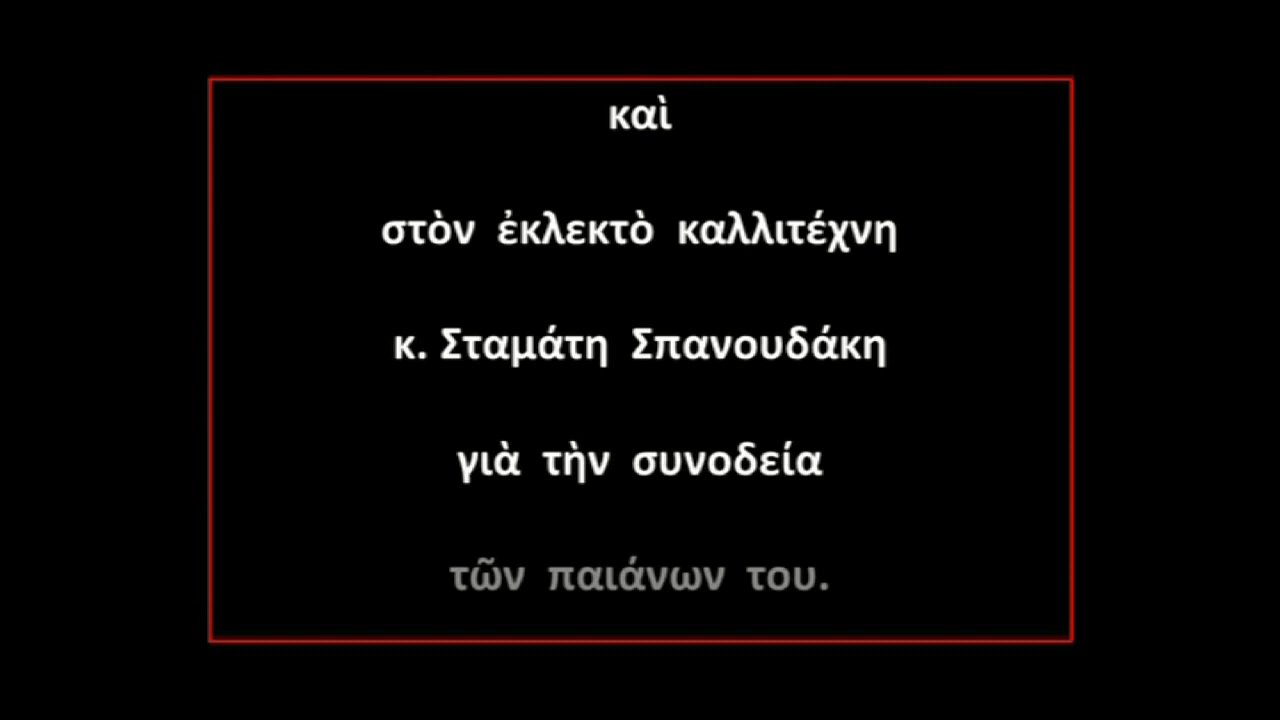 καὶ
στὸν ἐκλεκτὸ καλλιτέχνη
κ. Σταμάτη Σπανουδάκη
γιὰ τὴν συνοδεία
τῶν παιάνων του.